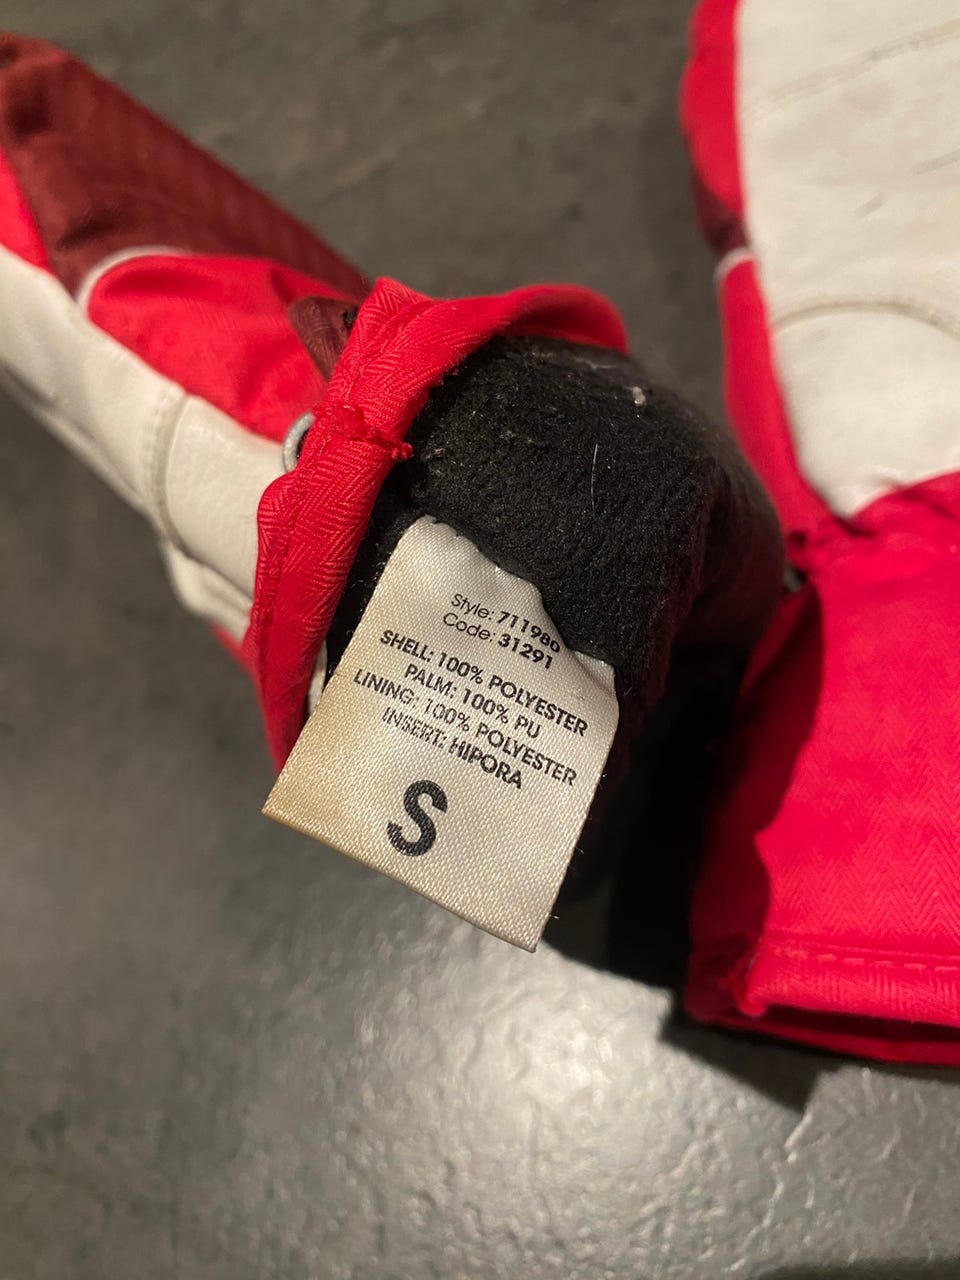 Style: 711980
Code: 31291
SHELL: 100% POLYESTER
PALM: 100% PU
LINING: 100% POLYESTER
INSERT: HIPORA
S